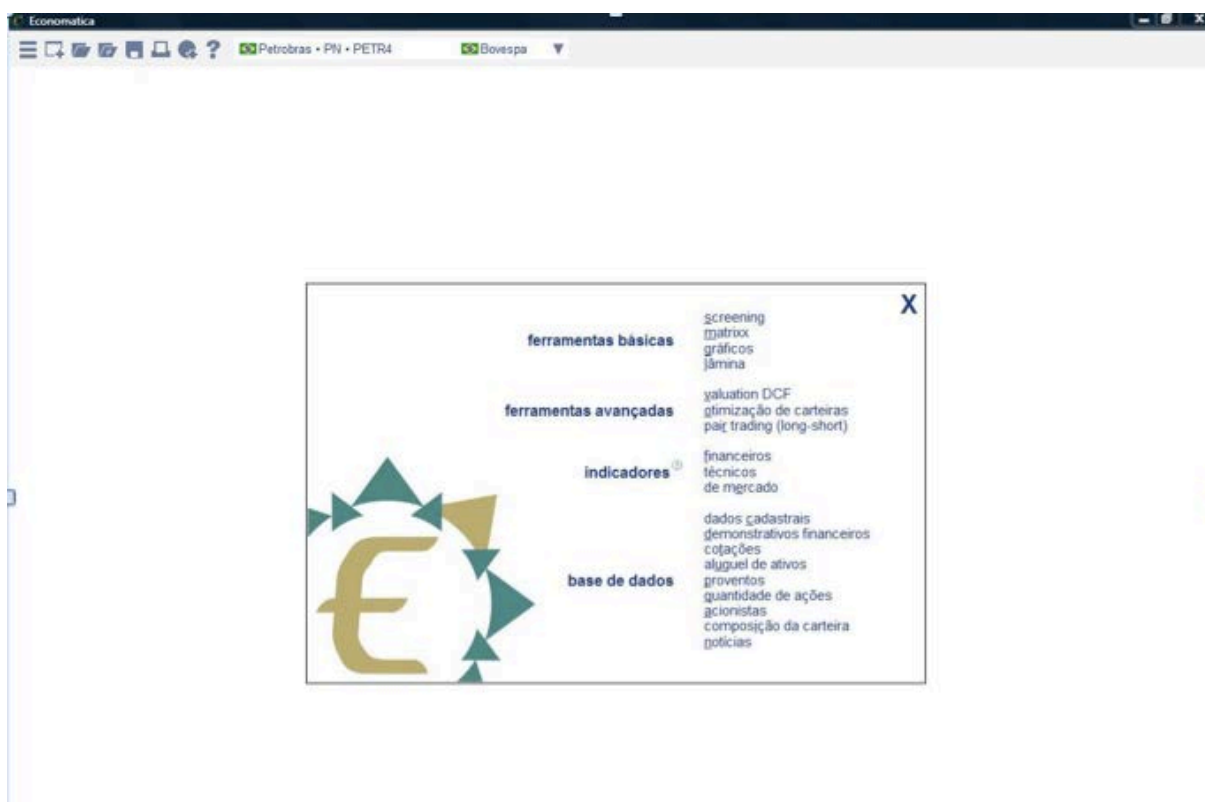 Economatica
Petrobras • PN • PETR4 Bovespa
X
ferramentas básicas
screening
matrixx
gráficos
lâmina
ferramentas avançadas
valuation DCF
otimização de carteiras
pair trading (long-short)
indicadores
financeiros
técnicos
de mercado
base de dados
dados cadastrais
demonstrativos financeiros
cotações
aluguel de ativos
proventos
quantidade de ações
acionistas
composição da carteira
notícias